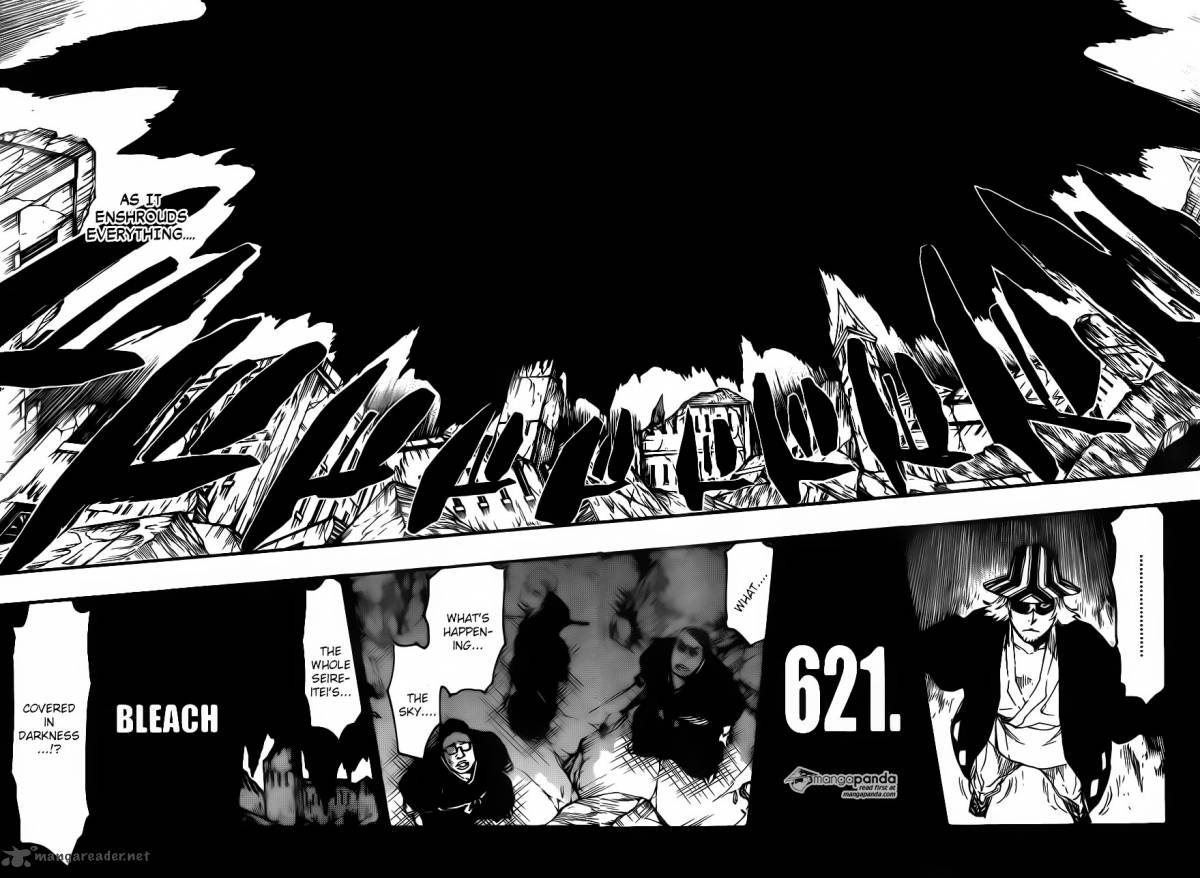 AS IT
ENSHROUDS
EVERYTHING....
...............
621.
WHAT....
WHAT'S
HAPPEN-
ING...
THE
SKY....
THE
WHOLE
SEIRE-
ITEI'S...
BLEACH
COVERED
IN
DARKNESS
...!?
mangapanda
read first at
mangapanda.com
mangareader.net